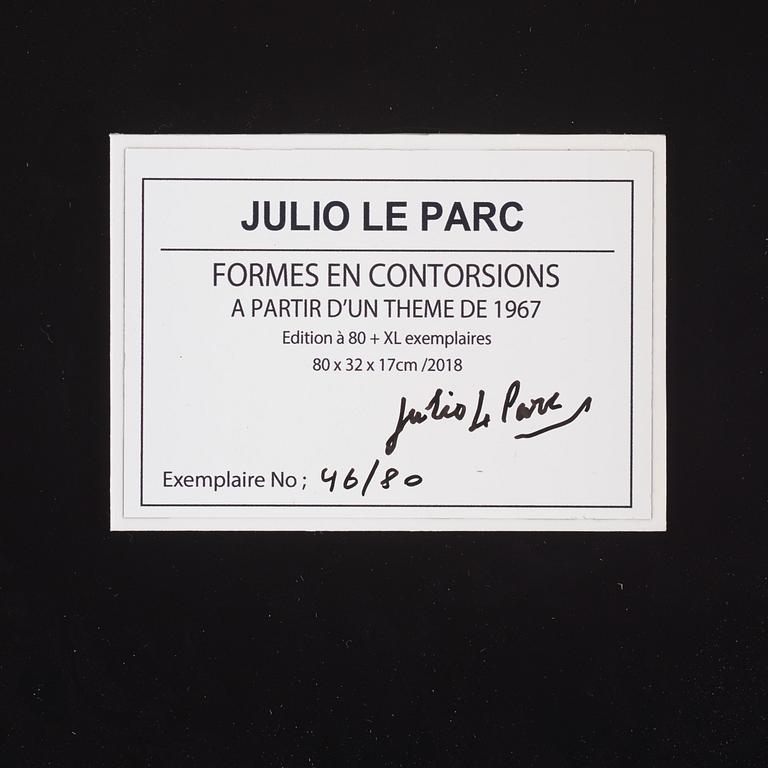 JULIO LE PARC
FORMES EN CONTORSIONS
A PARTIR D'UN THEME DE 1967
Edition à 80 + XL exemplaires
80 x 32 x 17cm /2018
Julio Le Parc
Exemplaire No ; 46/80